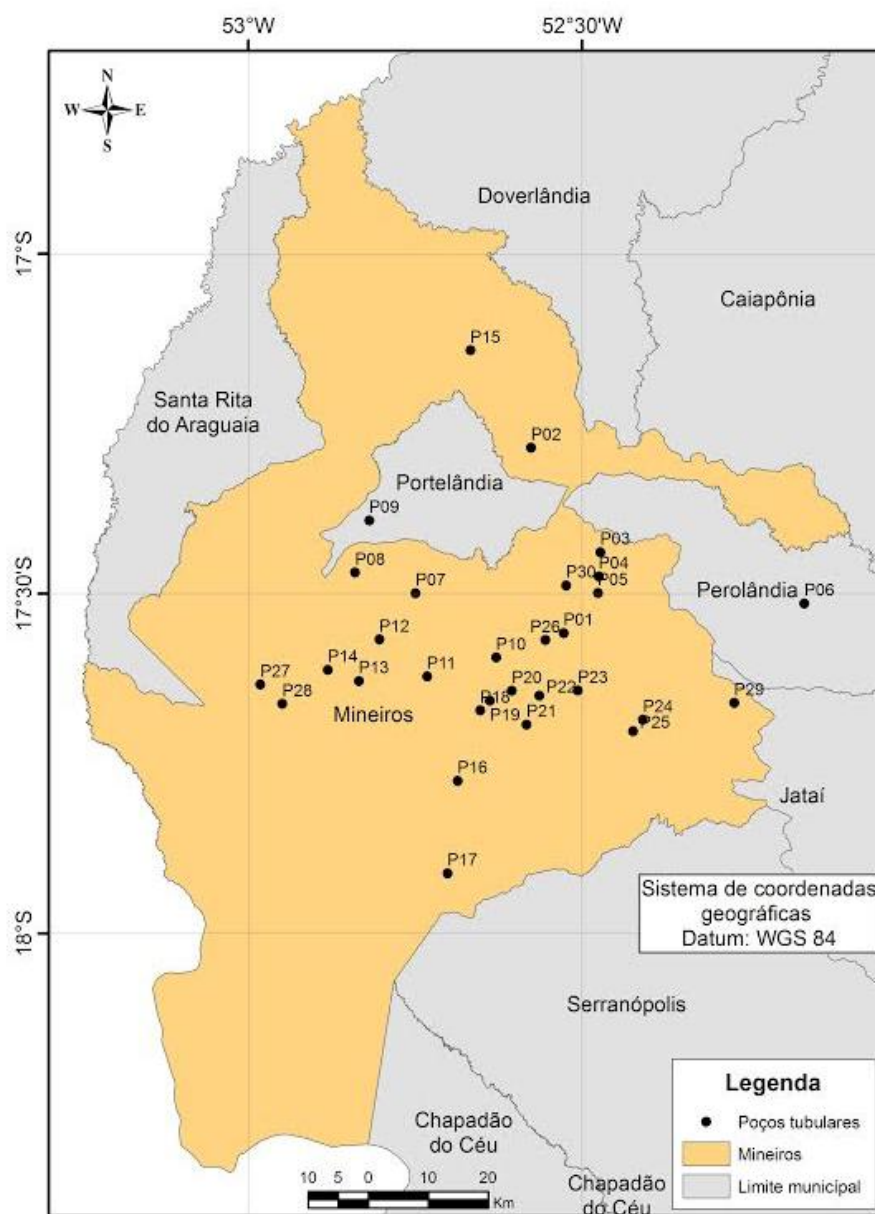 53°W
52°30'W
N
W
E
S
Doverlândia
17°S
Caiapônia
P15
Santa Rita
do Araguaia
P02
Portelândia
P09
P03
P08
P04
P30
P07
P05
17°30'S
Perolândia
P06
P12
P26
P01
P10
P14
P13
P11
P27
P20
P23
P28
P18
P22
P29
Mineiros
P19
P21
P24
P25
P16
Jataí
P17
Sistema de coordenadas
geográficas
Datum: WGS 84
18°S
Serranópolis
Legenda
Poços tubulares
Mineiros
Limite municipal
Chapadão
do Céu
Chapadão
do Céu
10 5 0 10 20
Km